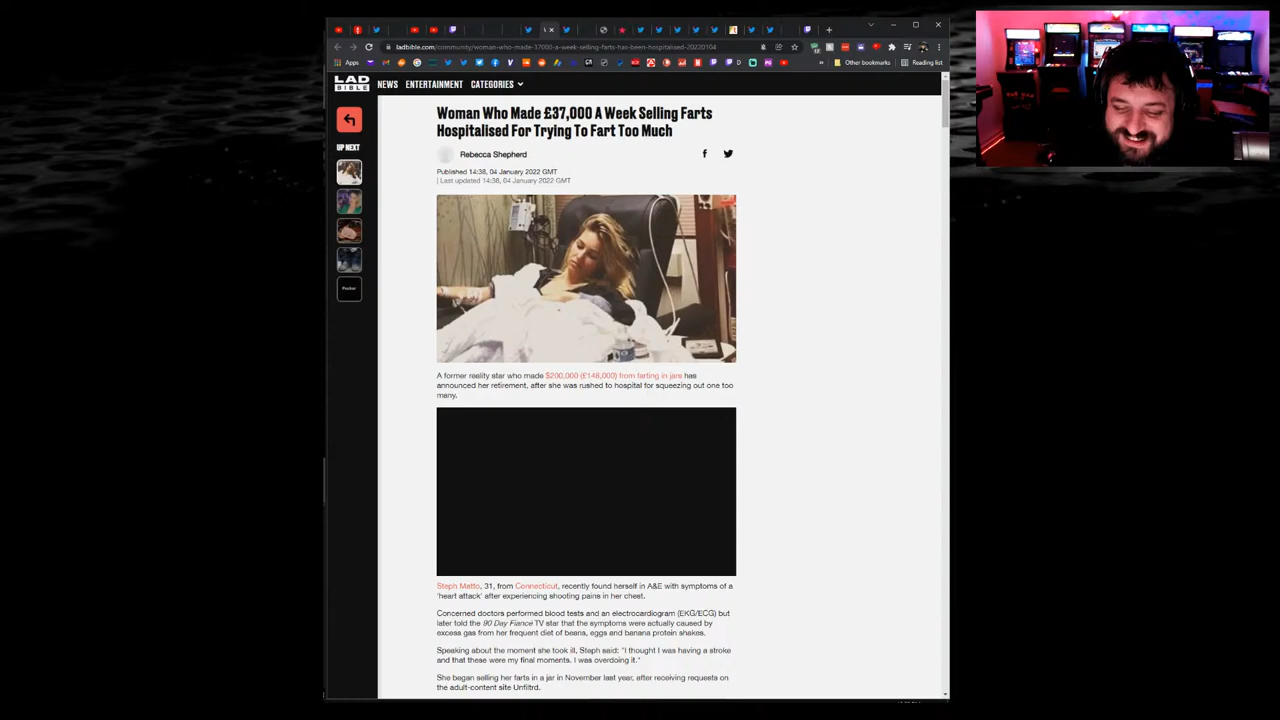 ladbible.com/community/woman-who-made-37000-a-week-selling-farts-has-been-hospitalised-20220104
Apps
Other bookmarks
Reading list
LAD
BIBLE
NEWS ENTERTAINMENT CATEGORIES
UP NEXT
Woman Who Made £37,000 A Week Selling Farts
Hospitalised For Trying To Fart Too Much
Rebecca Shepherd
Published 14:38, 04 January 2022 GMT
| Last updated 14:38, 04 January 2022 GMT
A former reality star who made $200,000 (£148,000) from farting in jars has
announced her retirement, after she was rushed to hospital for squeezing out one too
many.
Steph Matto, 31, from Connecticut, recently found herself in A&E with symptoms of a
'heart attack' after experiencing shooting pains in her chest.
Concerned doctors performed blood tests and an electrocardiogram (EKG/ECG) but
later told the 90 Day Fiancé TV star that the symptoms were actually caused by
excess gas from her frequent diet of beans, eggs and banana protein shakes.
Speaking about the moment she took ill, Steph said: "I thought I was having a stroke
and that these were my final moments. I was overdoing it."
She began selling her farts in a jar in November last year, after receiving requests on
the adult-content site Unfiltrd.